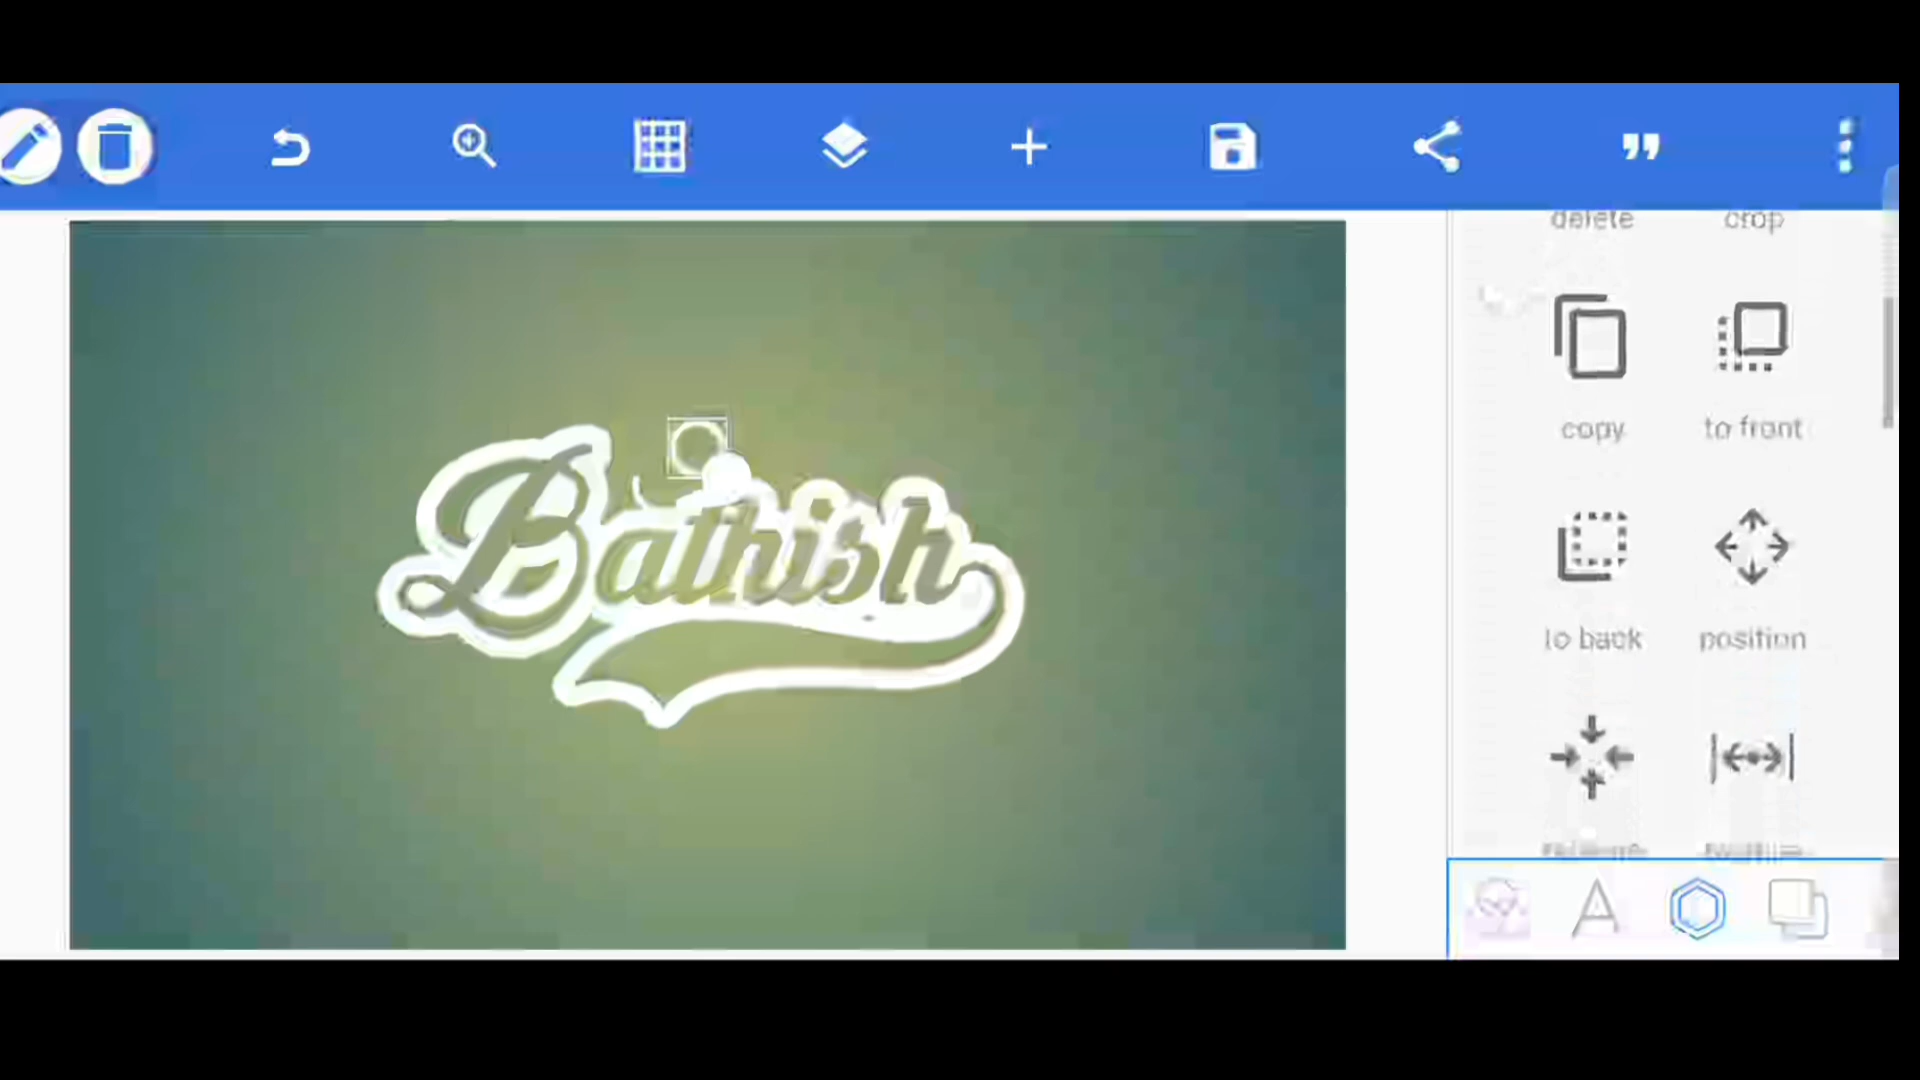 delete crop
copy to front
Bathish
to back position